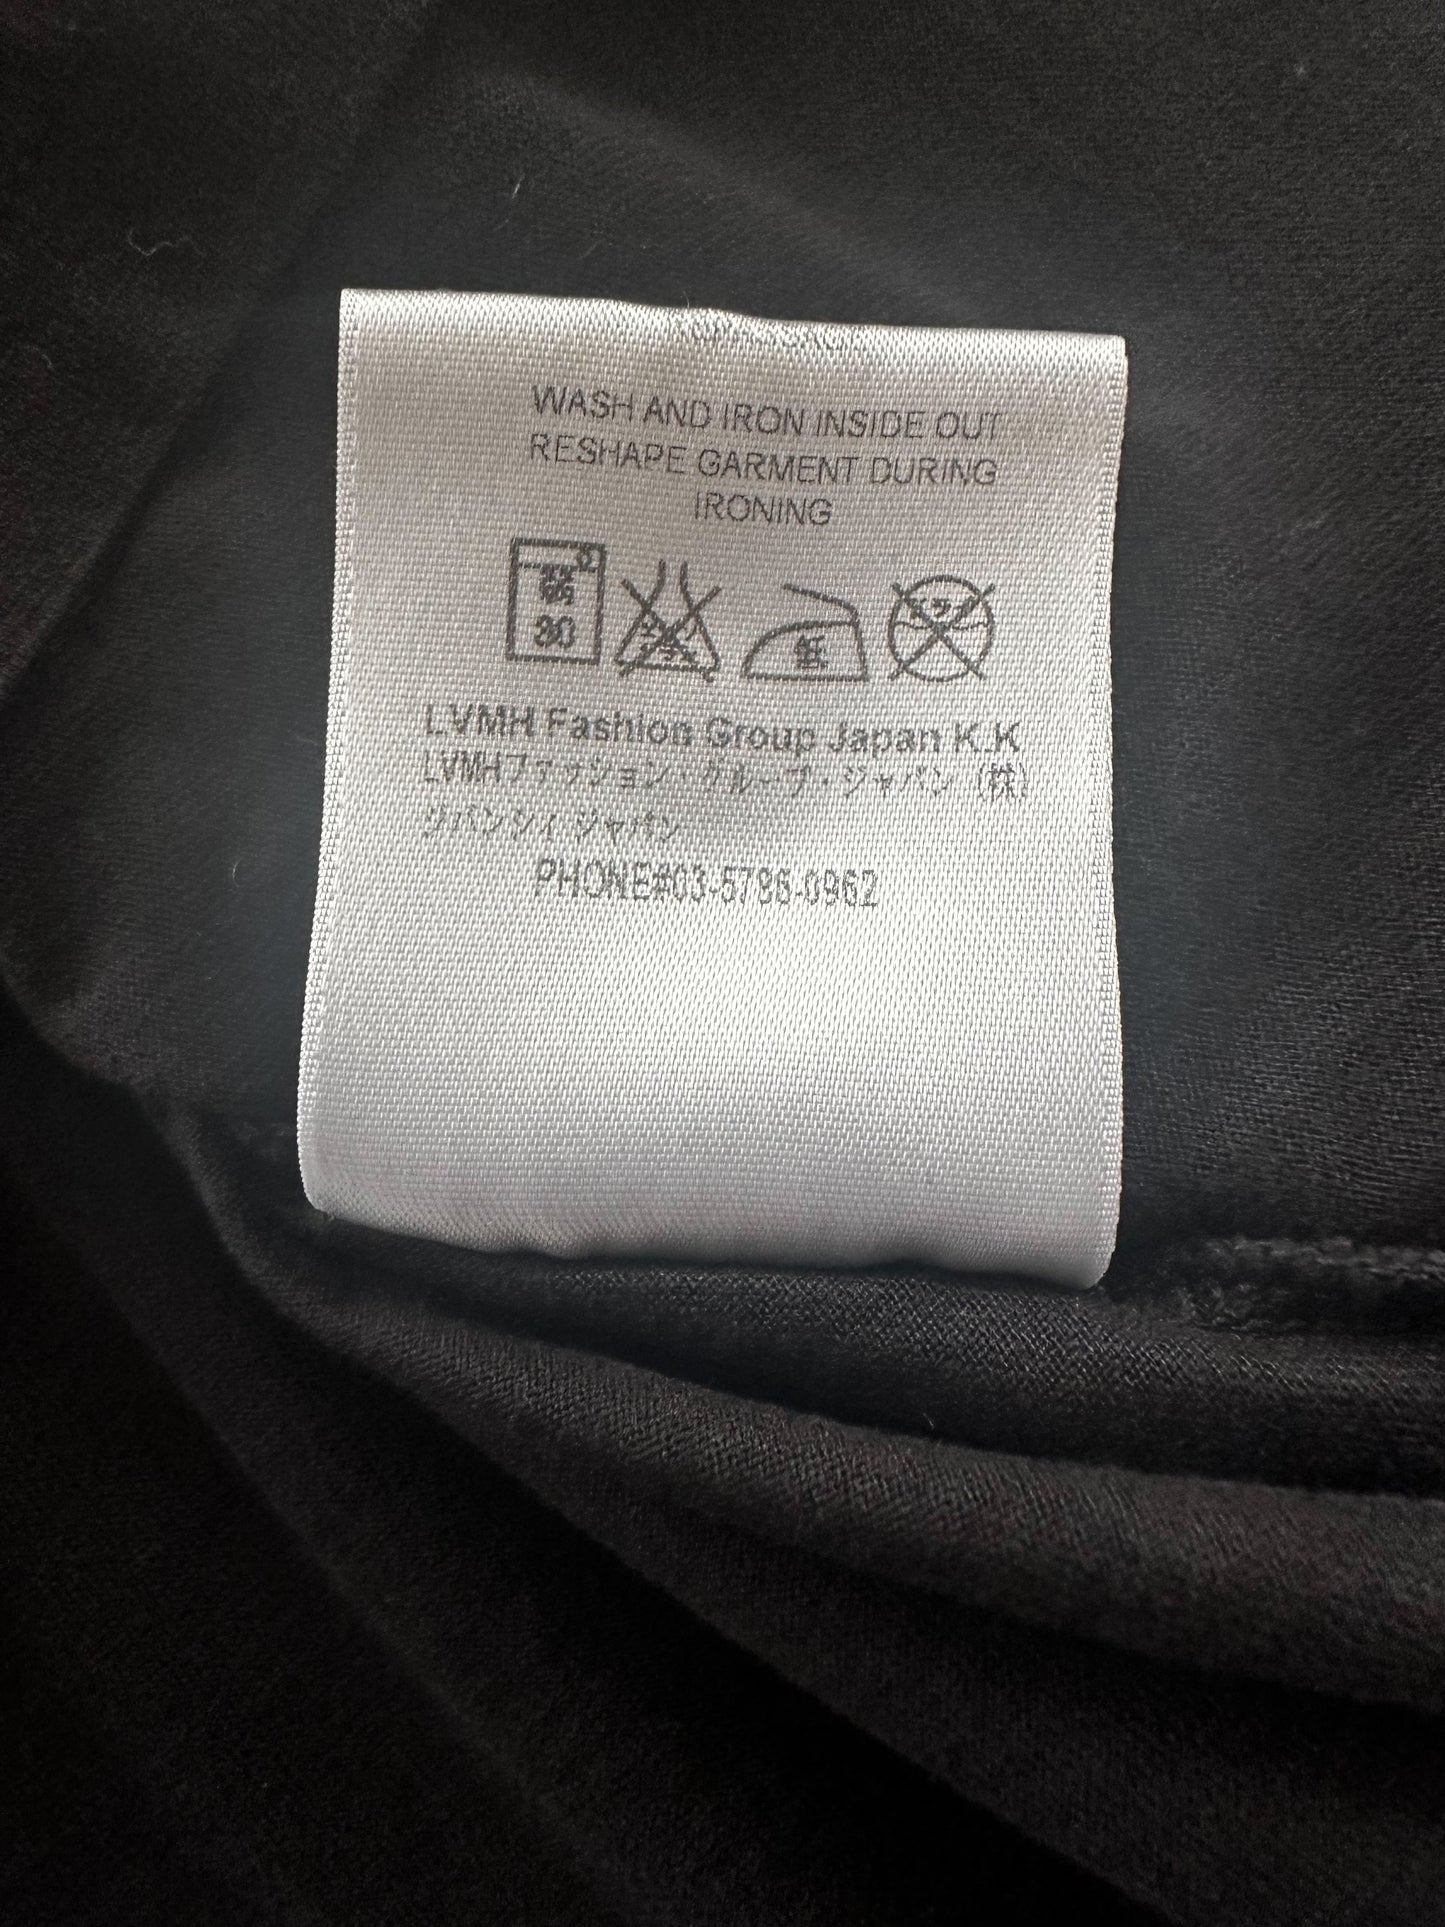 WASH AND IRON INSIDE OUT
RESHAPE GARMENT DURING
IRONING
30
低
LVMH Fashion Group Japan K.K
LVMHファッション・グループ・ジャパン (株)
ジバンシィ ジャパン
PHONE#03-5786-0962